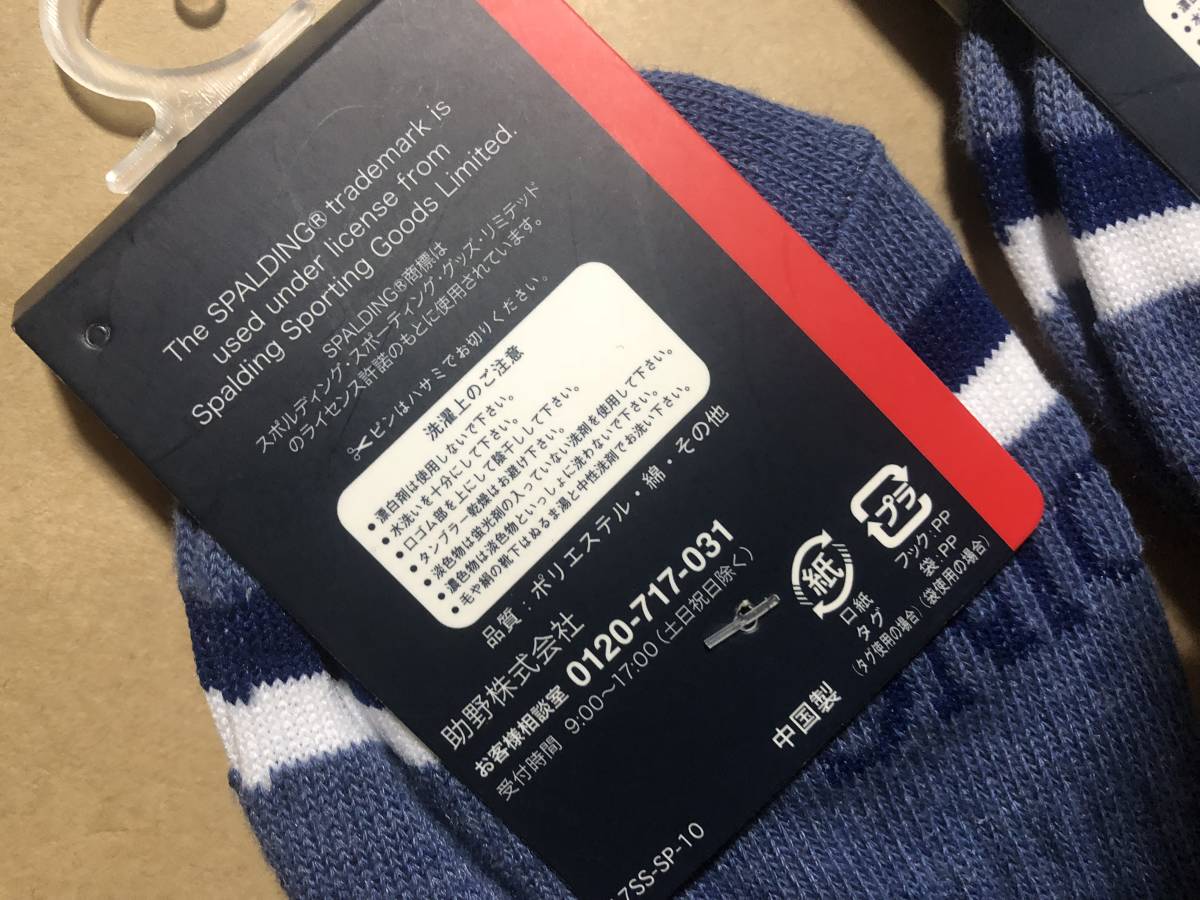 The SPALDING® trademark is
used under license from
Spalding Sporting Goods Limited.
SPALDING®商標は
スポルディング・スポーティング・グッズ・リミテッド
のライセンス許諾のもとに使用されています。
✂ピンはハサミでお切りください。
洗濯上のご注意
•漂白剤は使用しないで下さい。
•水洗いを十分にして下さい。
•口ゴム部を上にして陰干しして下さい。
•タンブラー乾燥はお避け下さい。
•淡色物は蛍光剤の入っていない洗剤を使用して下さい。
•濃色物は淡色物といっしょに洗わないで下さい。
•毛や絹の靴下はぬるま湯と中性洗剤でお洗い下さい。
品質:ポリエステル・綿・その他
助野株式会社
お客様相談室 0120-717-031
受付時間 9:00〜17:00(土日祝日除く)
プラ
フック:PP
袋:PP
(袋使用の場合)
紙
口紙
タグ
(タグ使用の場合)
中国製
7SS-SP-10